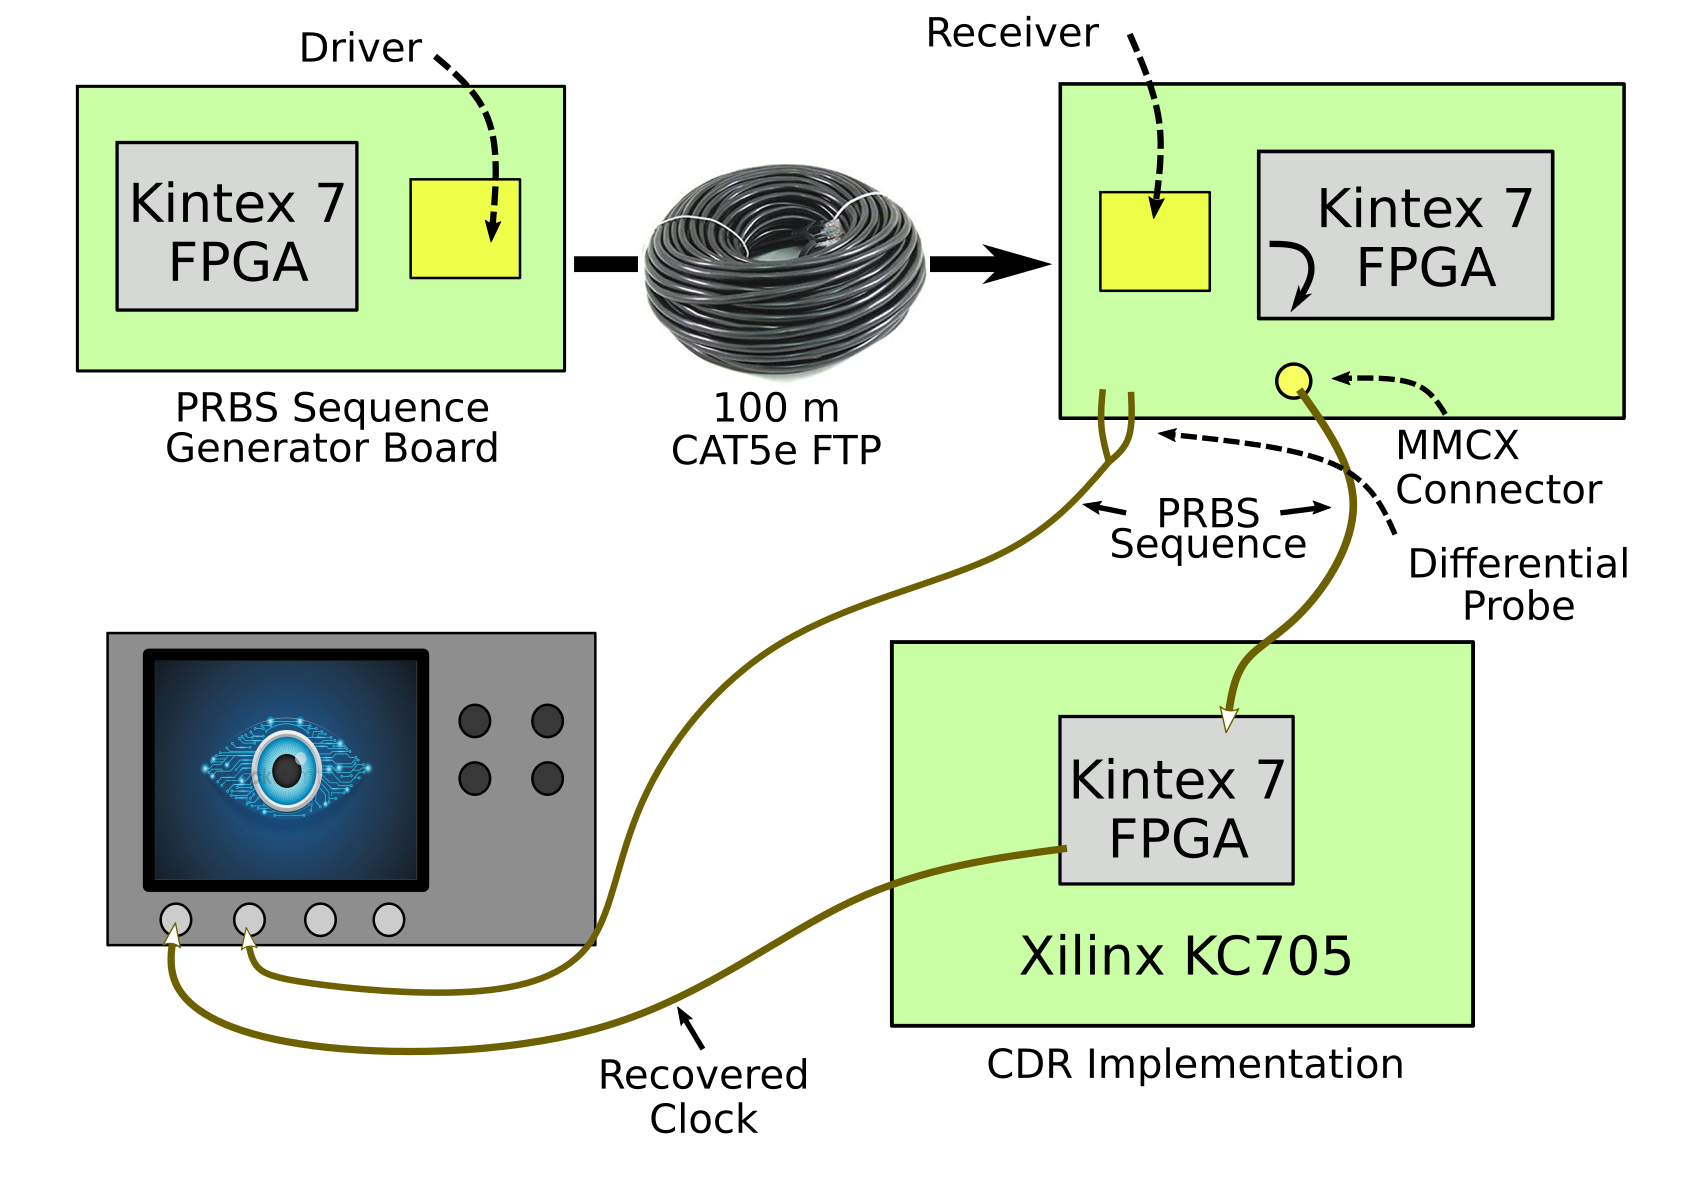 Driver
Receiver
Kintex 7
FPGA
Kintex 7
FPGA
PRBS Sequence
Generator Board
100 m
CAT5e FTP
MMCX
Connector
PRBS
Sequence
Differential
Probe
Kintex 7
FPGA
Xilinx KC705
CDR Implementation
Recovered
Clock